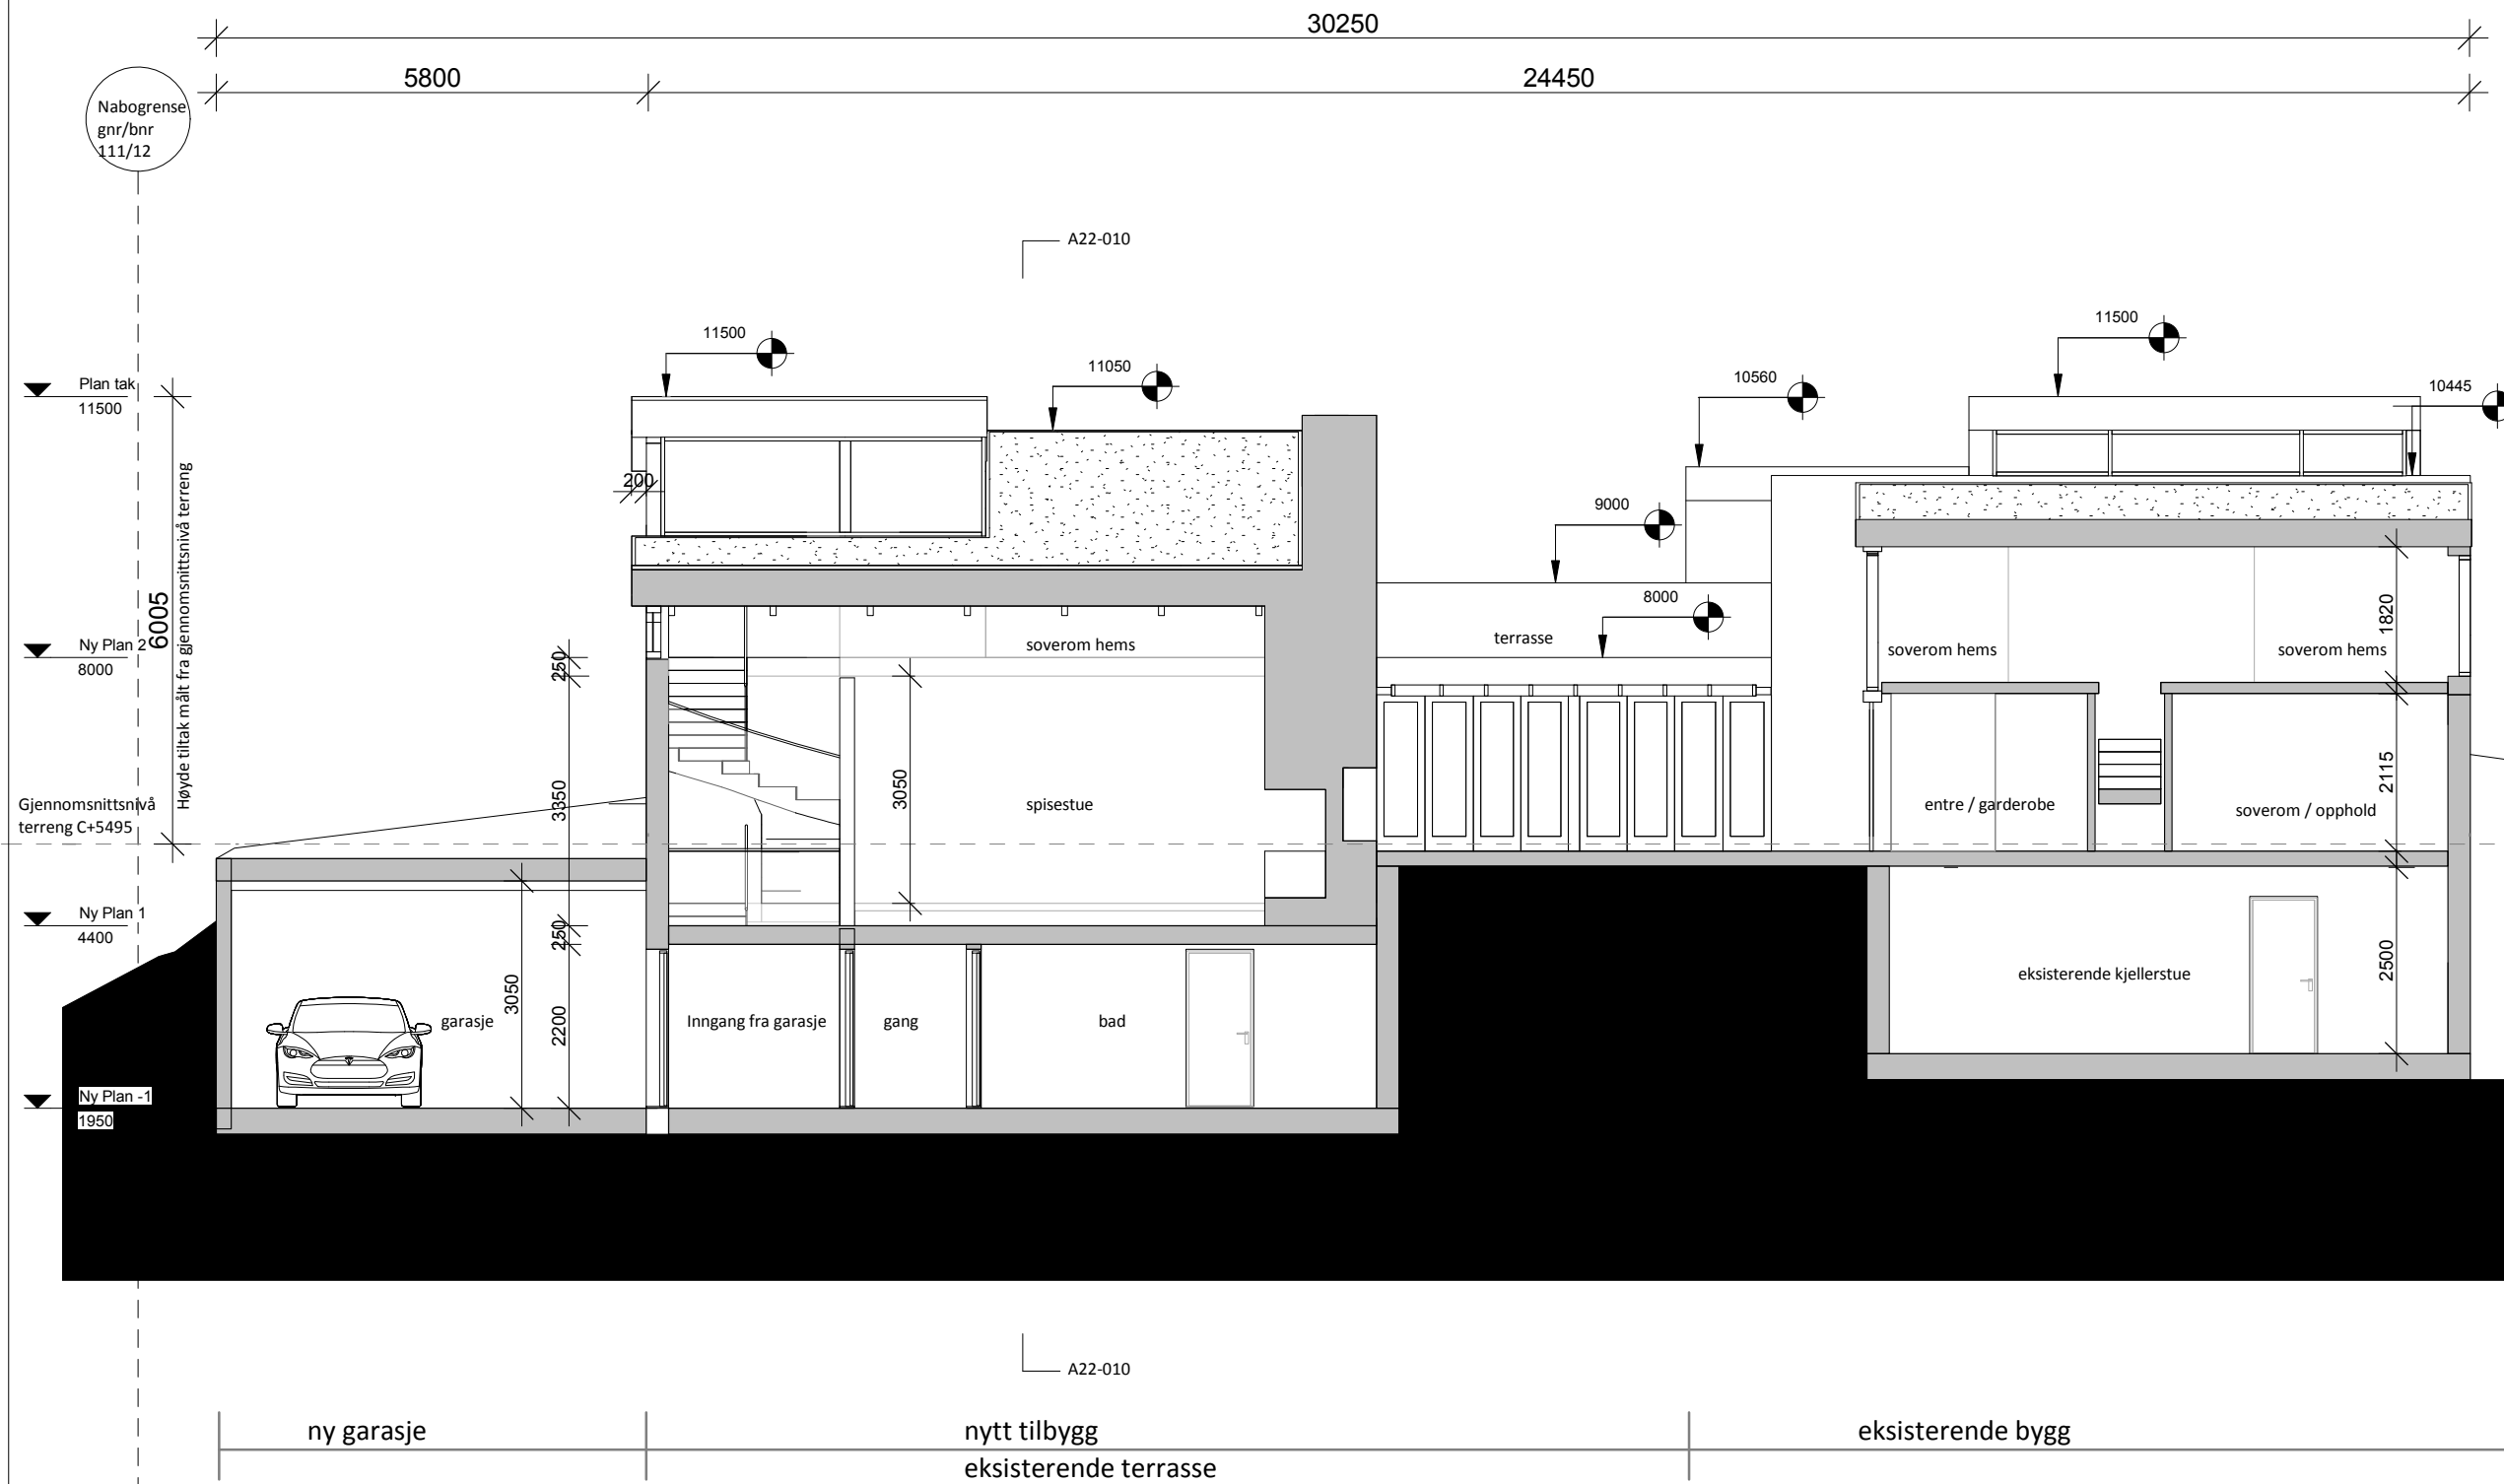 30250
5800
24450
Nabogrense
gnr/bnr
111/12
A22-010
11500
11050
10560
9000
8000
11500
10445
Plan tak
11500
Ny Plan 2
8000
6005
Høyde tiltak målt fra gjennomsnittsnivå terreng
Gjennomsnittsnivå
terreng C+5495
Ny Plan 1
4400
Ny Plan -1
1950
200
250
3350
250
2200
3050
3050
soverom hems
spisestue
garasje
Inngang fra garasje
gang
bad
terrasse
soverom hems
soverom hems
entre / garderobe
soverom / opphold
eksisterende kjellerstue
1820
2115
2500
A22-010
ny garasje
nytt tilbygg
eksisterende bygg
eksisterende terrasse